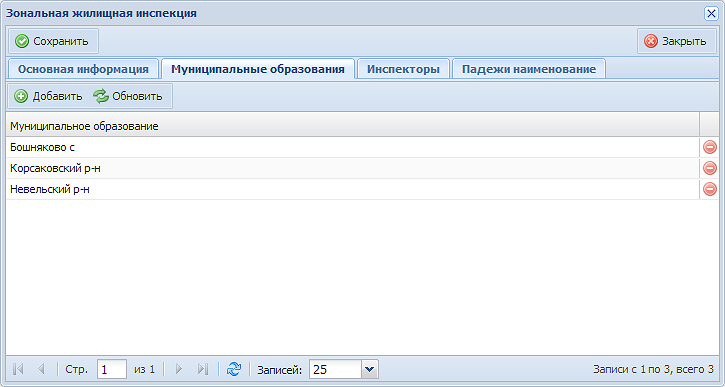 Зональная жилищная инспекция
Сохранить Закрыть
Основная информация Муниципальные образования Инспекторы Падежи наименование
Добавить Обновить
Муниципальное образование
Бошняково с
Корсаковский р-н
Невельский р-н
Стр. 1 из 1 Записей: 25 Записи с 1 по 3, всего 3